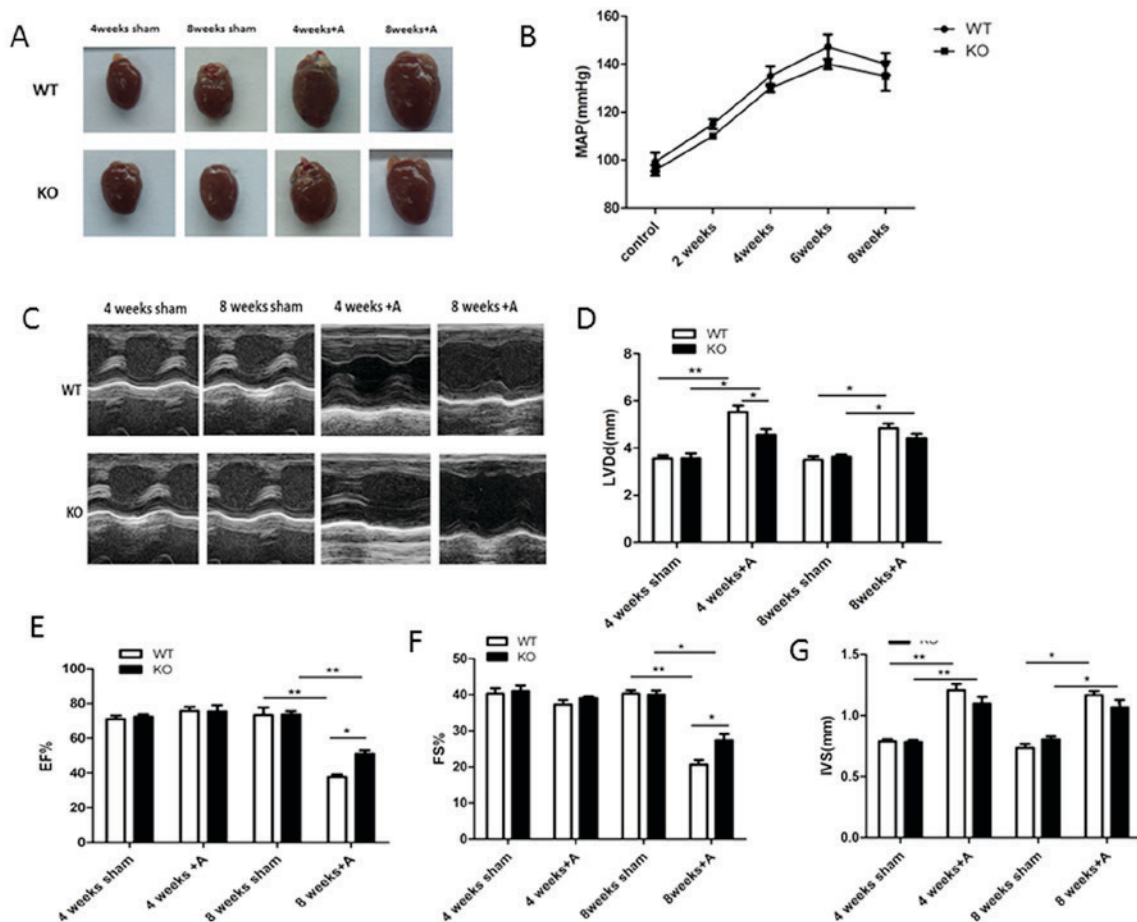 A
4weeks sham 8weeks sham 4weeks+A 8weeks+A
WT
KO
B
MAP(mmHg)
160
140
120
100
80
control 2 weeks 4weeks 6weeks 8weeks
WT
KO
C
4 weeks sham 8 weeks sham 4 weeks +A 8 weeks +A
WT
KO
D
WT
KO
LVDd(mm)
8
6
4
2
0
** * * * *
4 weeks sham 4 weeks+A 8weeks sham 8weeks+A
E
WT
KO
EF%
100
80
60
40
20
0
** ** *
4 weeks sham 4 weeks +A 8 weeks sham 8 weeks+A
F
WT
KO
FS%
50
40
30
20
10
0
* ** *
4 weeks sham 4 weeks+A 8weeks sham 8weeks+A
G
KO
IVS(mm)
1.5
1.0
0.5
0.0
** ** * *
4 weeks sham 4weeks+A 8weeks sham 8 weeks+A